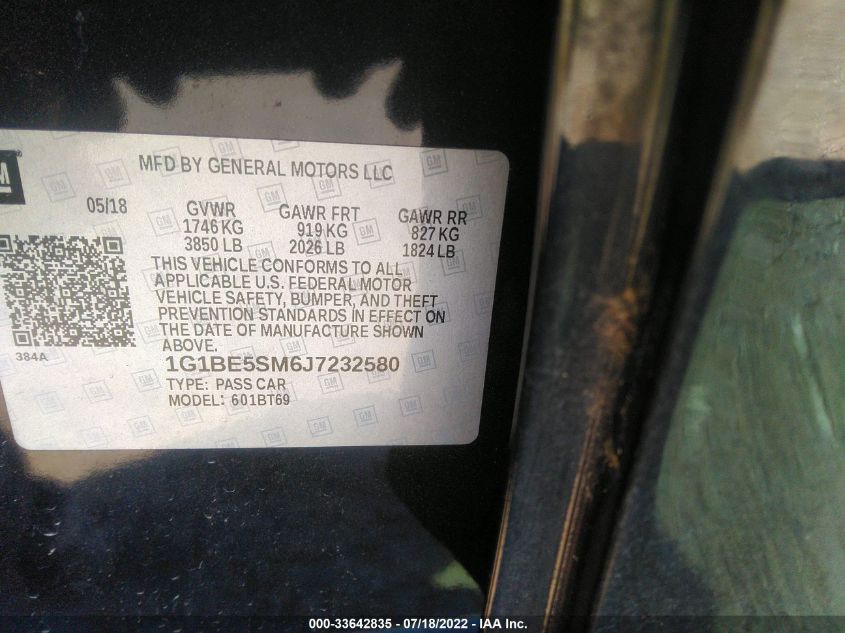 GM
MFD BY GENERAL MOTORS LLC
05/18
GVWR GAWR FRT GAWR RR
1746 KG 919 KG 827 KG
3850 LB 2026 LB 1824 LB
THIS VEHICLE CONFORMS TO ALL
APPLICABLE U.S. FEDERAL MOTOR
VEHICLE SAFETY, BUMPER, AND THEFT
PREVENTION STANDARDS IN EFFECT ON
THE DATE OF MANUFACTURE SHOWN
ABOVE.
384A
1G1BE5SM6J7232580
TYPE: PASS CAR
MODEL: 601BT69
000-33642835 - 07/18/2022 - IAA Inc.